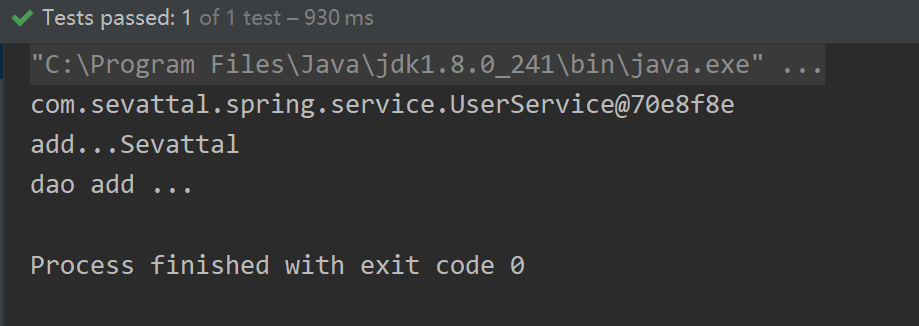 Tests passed: 1 of 1 test – 930 ms
"C:\Program Files\Java\jdk1.8.0_241\bin\java.exe" ...
com.sevattal.spring.service.UserService@70e8f8e
add...Sevattal
dao add ...
Process finished with exit code 0